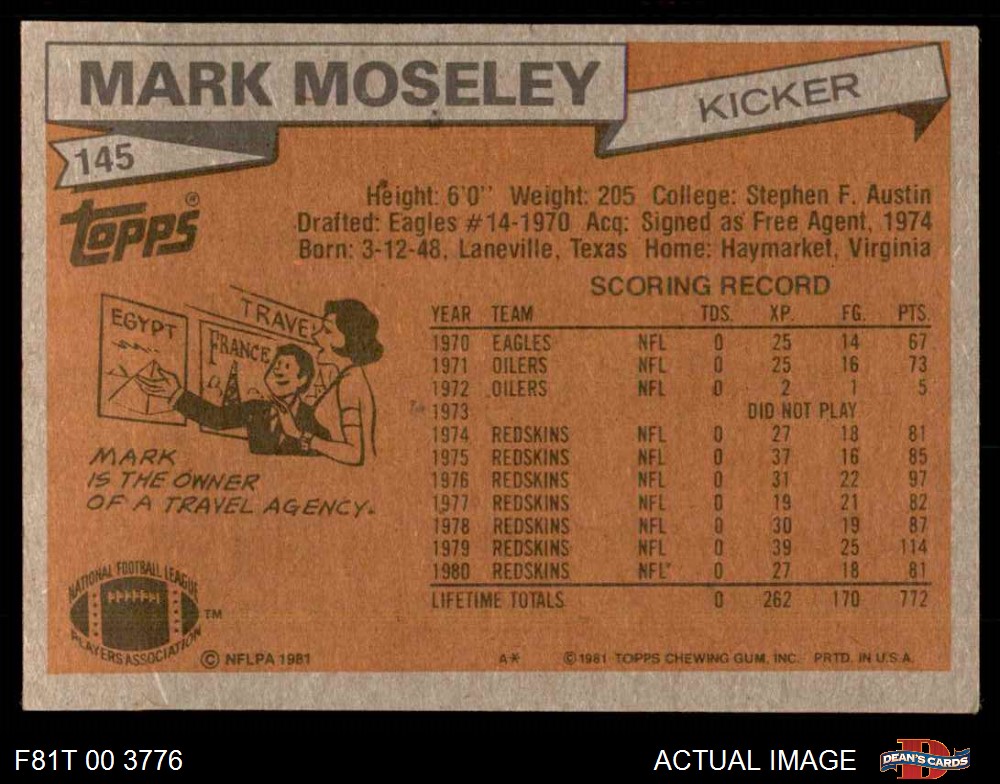 MARK MOSELEY
KICKER
145
TOPPS ®
Height: 6'0'' Weight: 205 College: Stephen F. Austin
Drafted: Eagles #14-1970 Acq: Signed as Free Agent, 1974
Born: 3-12-48, Laneville, Texas Home: Haymarket, Virginia
EGYPT
TRAVEL
FRANCE
MARK
IS THE OWNER
OF A TRAVEL AGENCY.
SCORING RECORD
YEAR TEAM TDS. XP. FG. PTS.
1970 EAGLES NFL 0 25 14 67
1971 OILERS NFL 0 25 16 73
1972 OILERS NFL 0 2 1 5
1973 DID NOT PLAY
1974 REDSKINS NFL 0 27 18 81
1975 REDSKINS NFL 0 37 16 85
1976 REDSKINS NFL 0 31 22 97
1977 REDSKINS NFL 0 19 21 82
1978 REDSKINS NFL 0 30 19 87
1979 REDSKINS NFL 0 39 25 114
1980 REDSKINS NFL 0 27 18 81
LIFETIME TOTALS 0 262 170 772
NATIONAL FOOTBALL LEAGUE
PLAYERS ASSOCIATION
TM
© NFLPA 1981
A* © 1981 TOPPS CHEWING GUM, INC. PRTD. IN U.S.A.
F81T 00 3776
ACTUAL IMAGE
DEAN'S CARDS